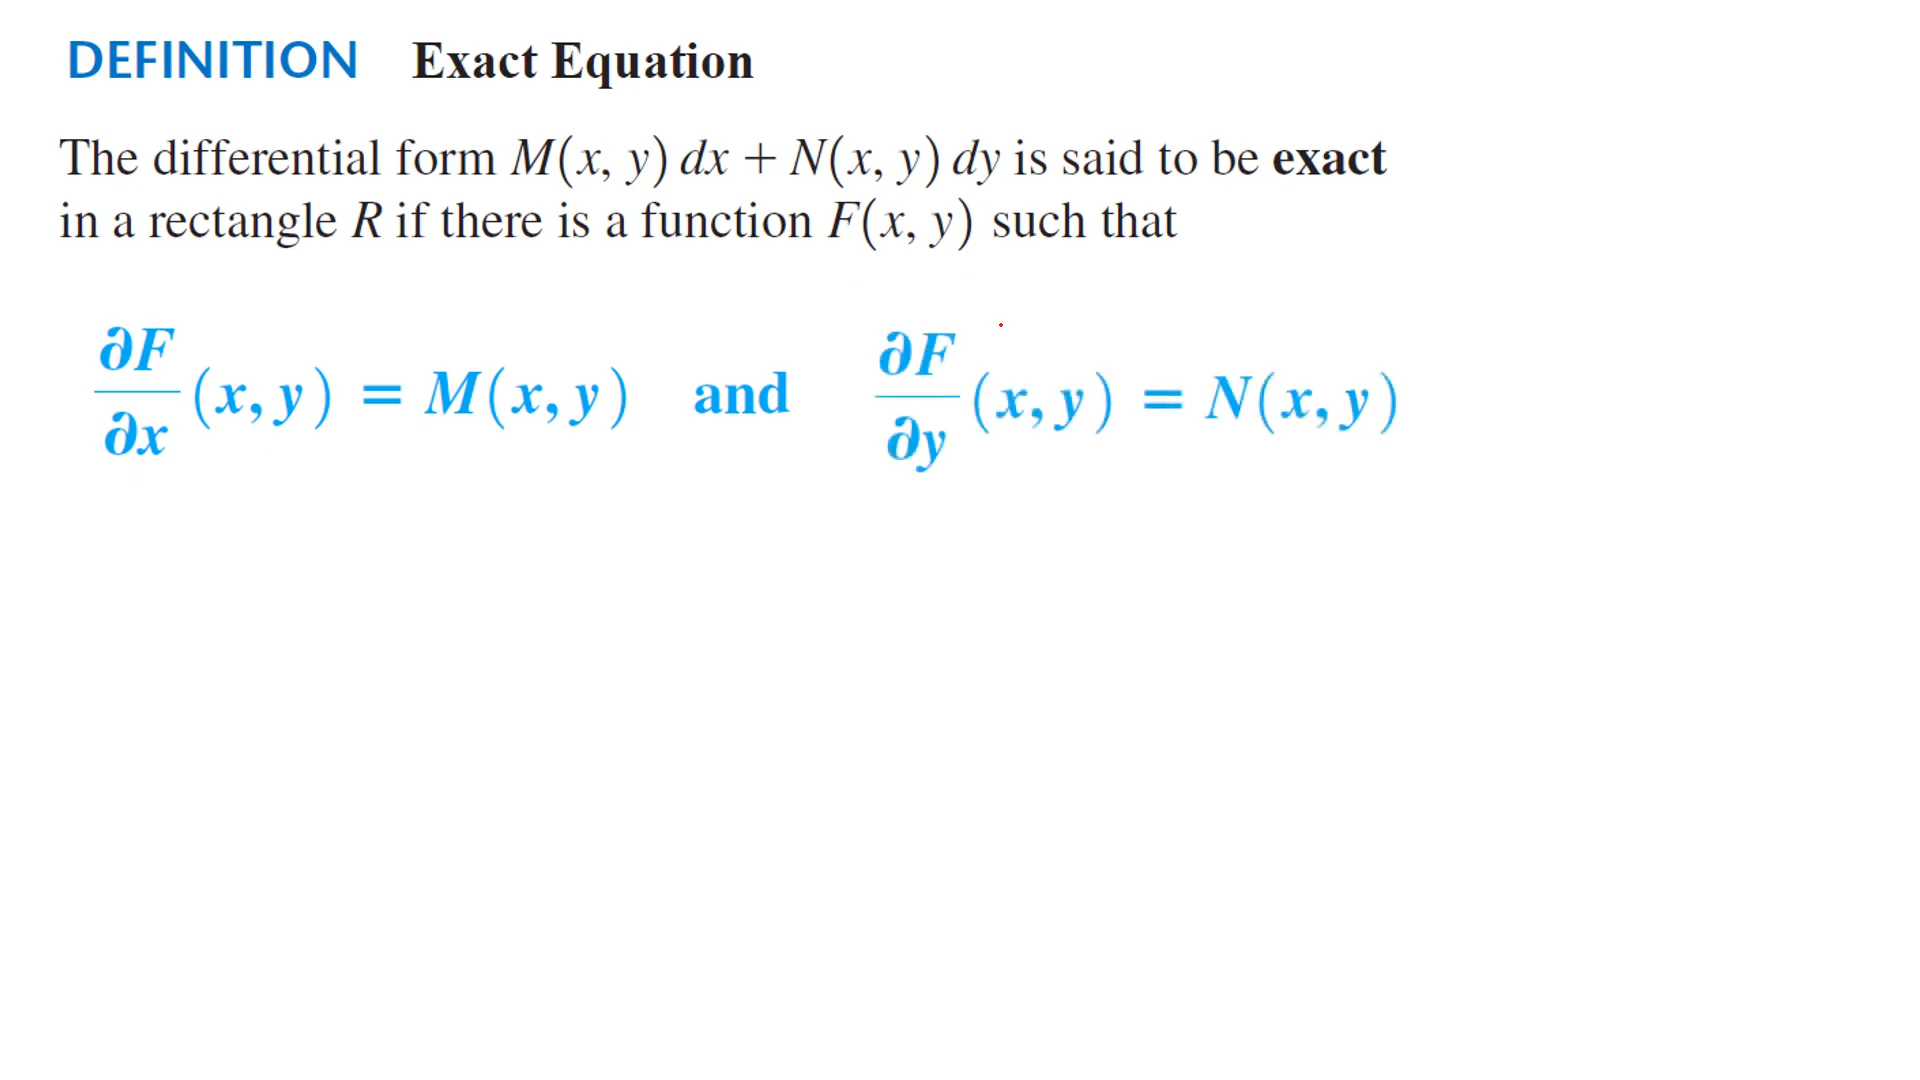 DEFINITION Exact Equation
The differential form M(x, y) dx + N(x, y) dy is said to be exact
in a rectangle R if there is a function F(x, y) such that
∂F/∂x (x, y) = M(x, y) and ∂F/∂y (x, y) = N(x, y)